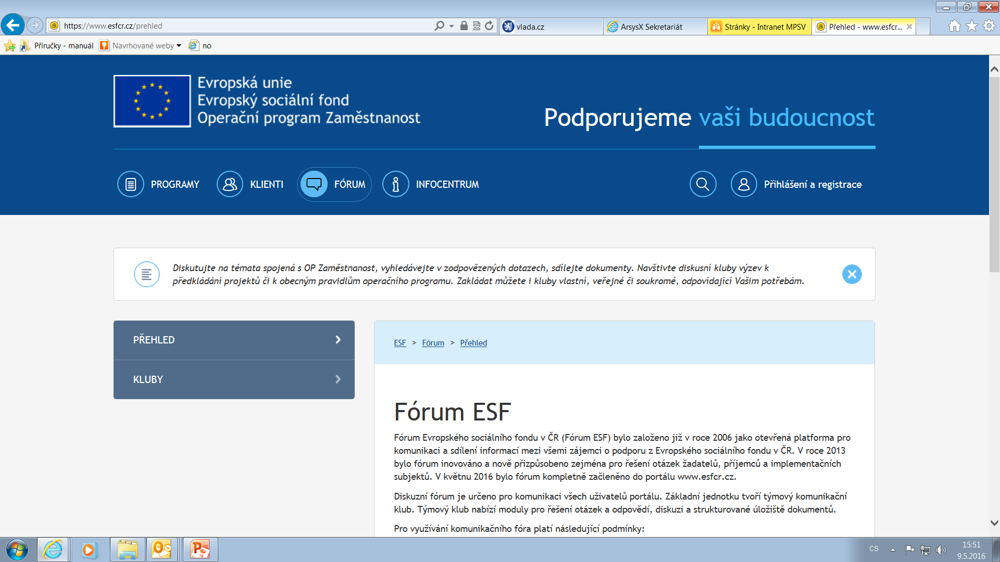 https://www.esfcr.cz/prehled
vlada.cz
ArsysX Sekretariát
Stránky - Intranet MPSV
Přehled - www.esfcr...
Příručky - manuál
Navrhované weby
no
Evropská unie
Evropský sociální fond
Operační program Zaměstnanost
Podporujeme vaši budoucnost
PROGRAMY
KLIENTI
FÓRUM
INFOCENTRUM
Přihlášení a registrace
Diskutujte na témata spojená s OP Zaměstnanost, vyhledávejte v zodpovězených dotazech, sdílejte dokumenty. Navštivte diskusní kluby výzev k
předkládání projektů či k obecným pravidlům operačního programu. Zakládat můžete i kluby vlastní, veřejné či soukromé, odpovídající Vašim potřebám.
PŘEHLED
KLUBY
ESF > Fórum > Přehled
Fórum ESF
Fórum Evropského sociálního fondu v ČR (Fórum ESF) bylo založeno již v roce 2006 jako otevřená platforma pro
komunikaci a sdílení informací mezi všemi zájemci o podporu z Evropského sociálního fondu v ČR. V roce 2013
bylo fórum inovováno a nově přizpůsobeno zejména pro řešení otázek žadatelů, příjemců a implementačních
subjektů. V květnu 2016 bylo fórum kompletně začleněno do portálu www.esfcr.cz.
Diskuzní fórum je určeno pro komunikaci všech uživatelů portálu. Základní jednotku tvoří týmový komunikační
klub. Týmový klub nabízí moduly pro řešení otázek a odpovědí, diskuzi a strukturované úložiště dokumentů.
Pro využívání komunikačního fóra platí následující podmínky:
CS
15:51
9.5.2016